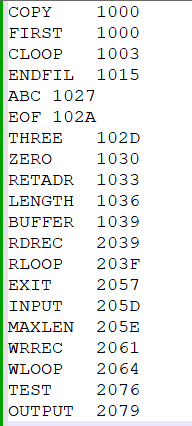 COPY 1000
FIRST 1000
CLOOP 1003
ENDFIL 1015
ABC 1027
EOF 102A
THREE 102D
ZERO 1030
RETADR 1033
LENGTH 1036
BUFFER 1039
RDREC 2039
RLOOP 203F
EXIT 2057
INPUT 205D
MAXLEN 205E
WRREC 2061
WLOOP 2064
TEST 2076
OUTPUT 2079